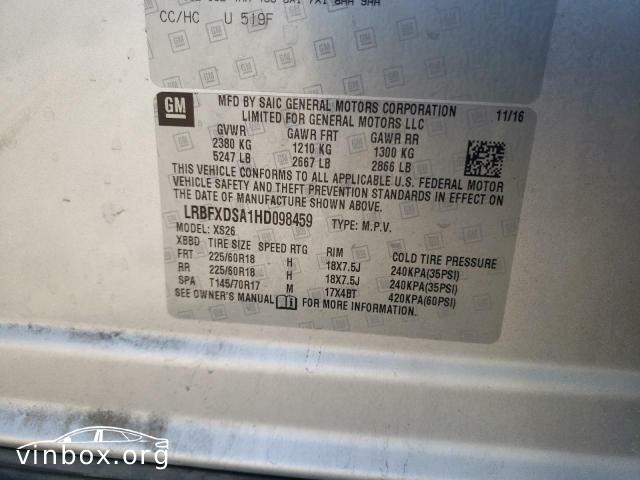 CC/HC U 519F
GM
MFD BY SAIC GENERAL MOTORS CORPORATION
LIMITED FOR GENERAL MOTORS LLC
11/16
GVWR GAWR FRT GAWR RR
2380 KG 1210 KG 1300 KG
5247 LB 2667 LB 2866 LB
THIS VEHICLE CONFORMS TO ALL APPLICABLE U.S. FEDERAL MOTOR
VEHICLE SAFETY AND THEFT PREVENTION STANDARDS IN EFFECT ON
THE DATE OF MANUFACTURE SHOWN ABOVE.
LRBFXDSA1HD098459 TYPE: M.P.V.
MODEL: XS26
XBBD TIRE SIZE SPEED RTG RIM COLD TIRE PRESSURE
FRT 225/60R18 H 18X7.5J 240KPA(35PSI)
RR 225/60R18 H 18X7.5J 240KPA(35PSI)
SPA T145/70R17 M 17X4BT 420KPA(60PSI)
SEE OWNER'S MANUAL FOR MORE INFORMATION.
vinbox.org